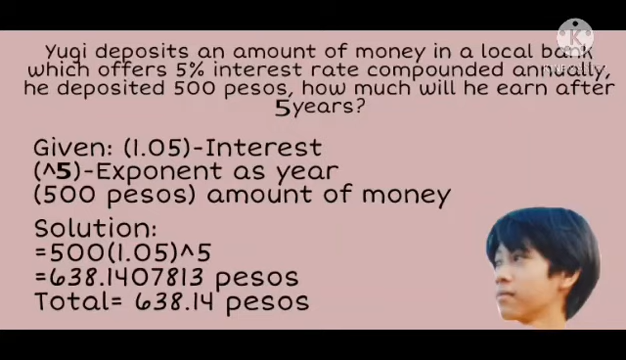 Yugi deposits an amount of money in a local bank
which offers 5% interest rate compounded annually,
he deposited 500 pesos, how much will he earn after
5years?
Given: (1.05)-Interest
(^5)-Exponent as year
(500 pesos) amount of money
Solution:
=500(1.05)^5
=638.1407813 pesos
Total= 638.14 pesos